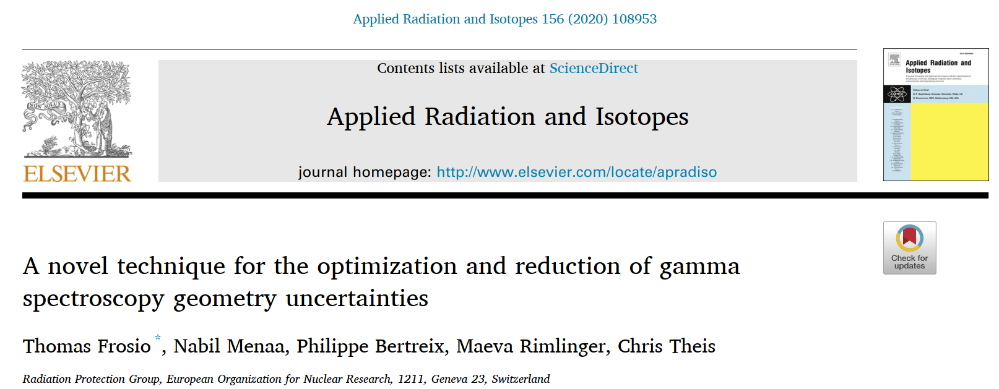 Applied Radiation and Isotopes 156 (2020) 108953
Contents lists available at ScienceDirect
Applied Radiation and Isotopes
journal homepage: http://www.elsevier.com/locate/apradiso
NON SOLUS
ELSEVIER
Applied Radiation and
Isotopes
Check for
updates
A novel technique for the optimization and reduction of gamma
spectroscopy geometry uncertainties
Thomas Frosio *, Nabil Menaa, Philippe Bertreix, Maeva Rimlinger, Chris Theis
Radiation Protection Group, European Organization for Nuclear Research, 1211, Geneva 23, Switzerland